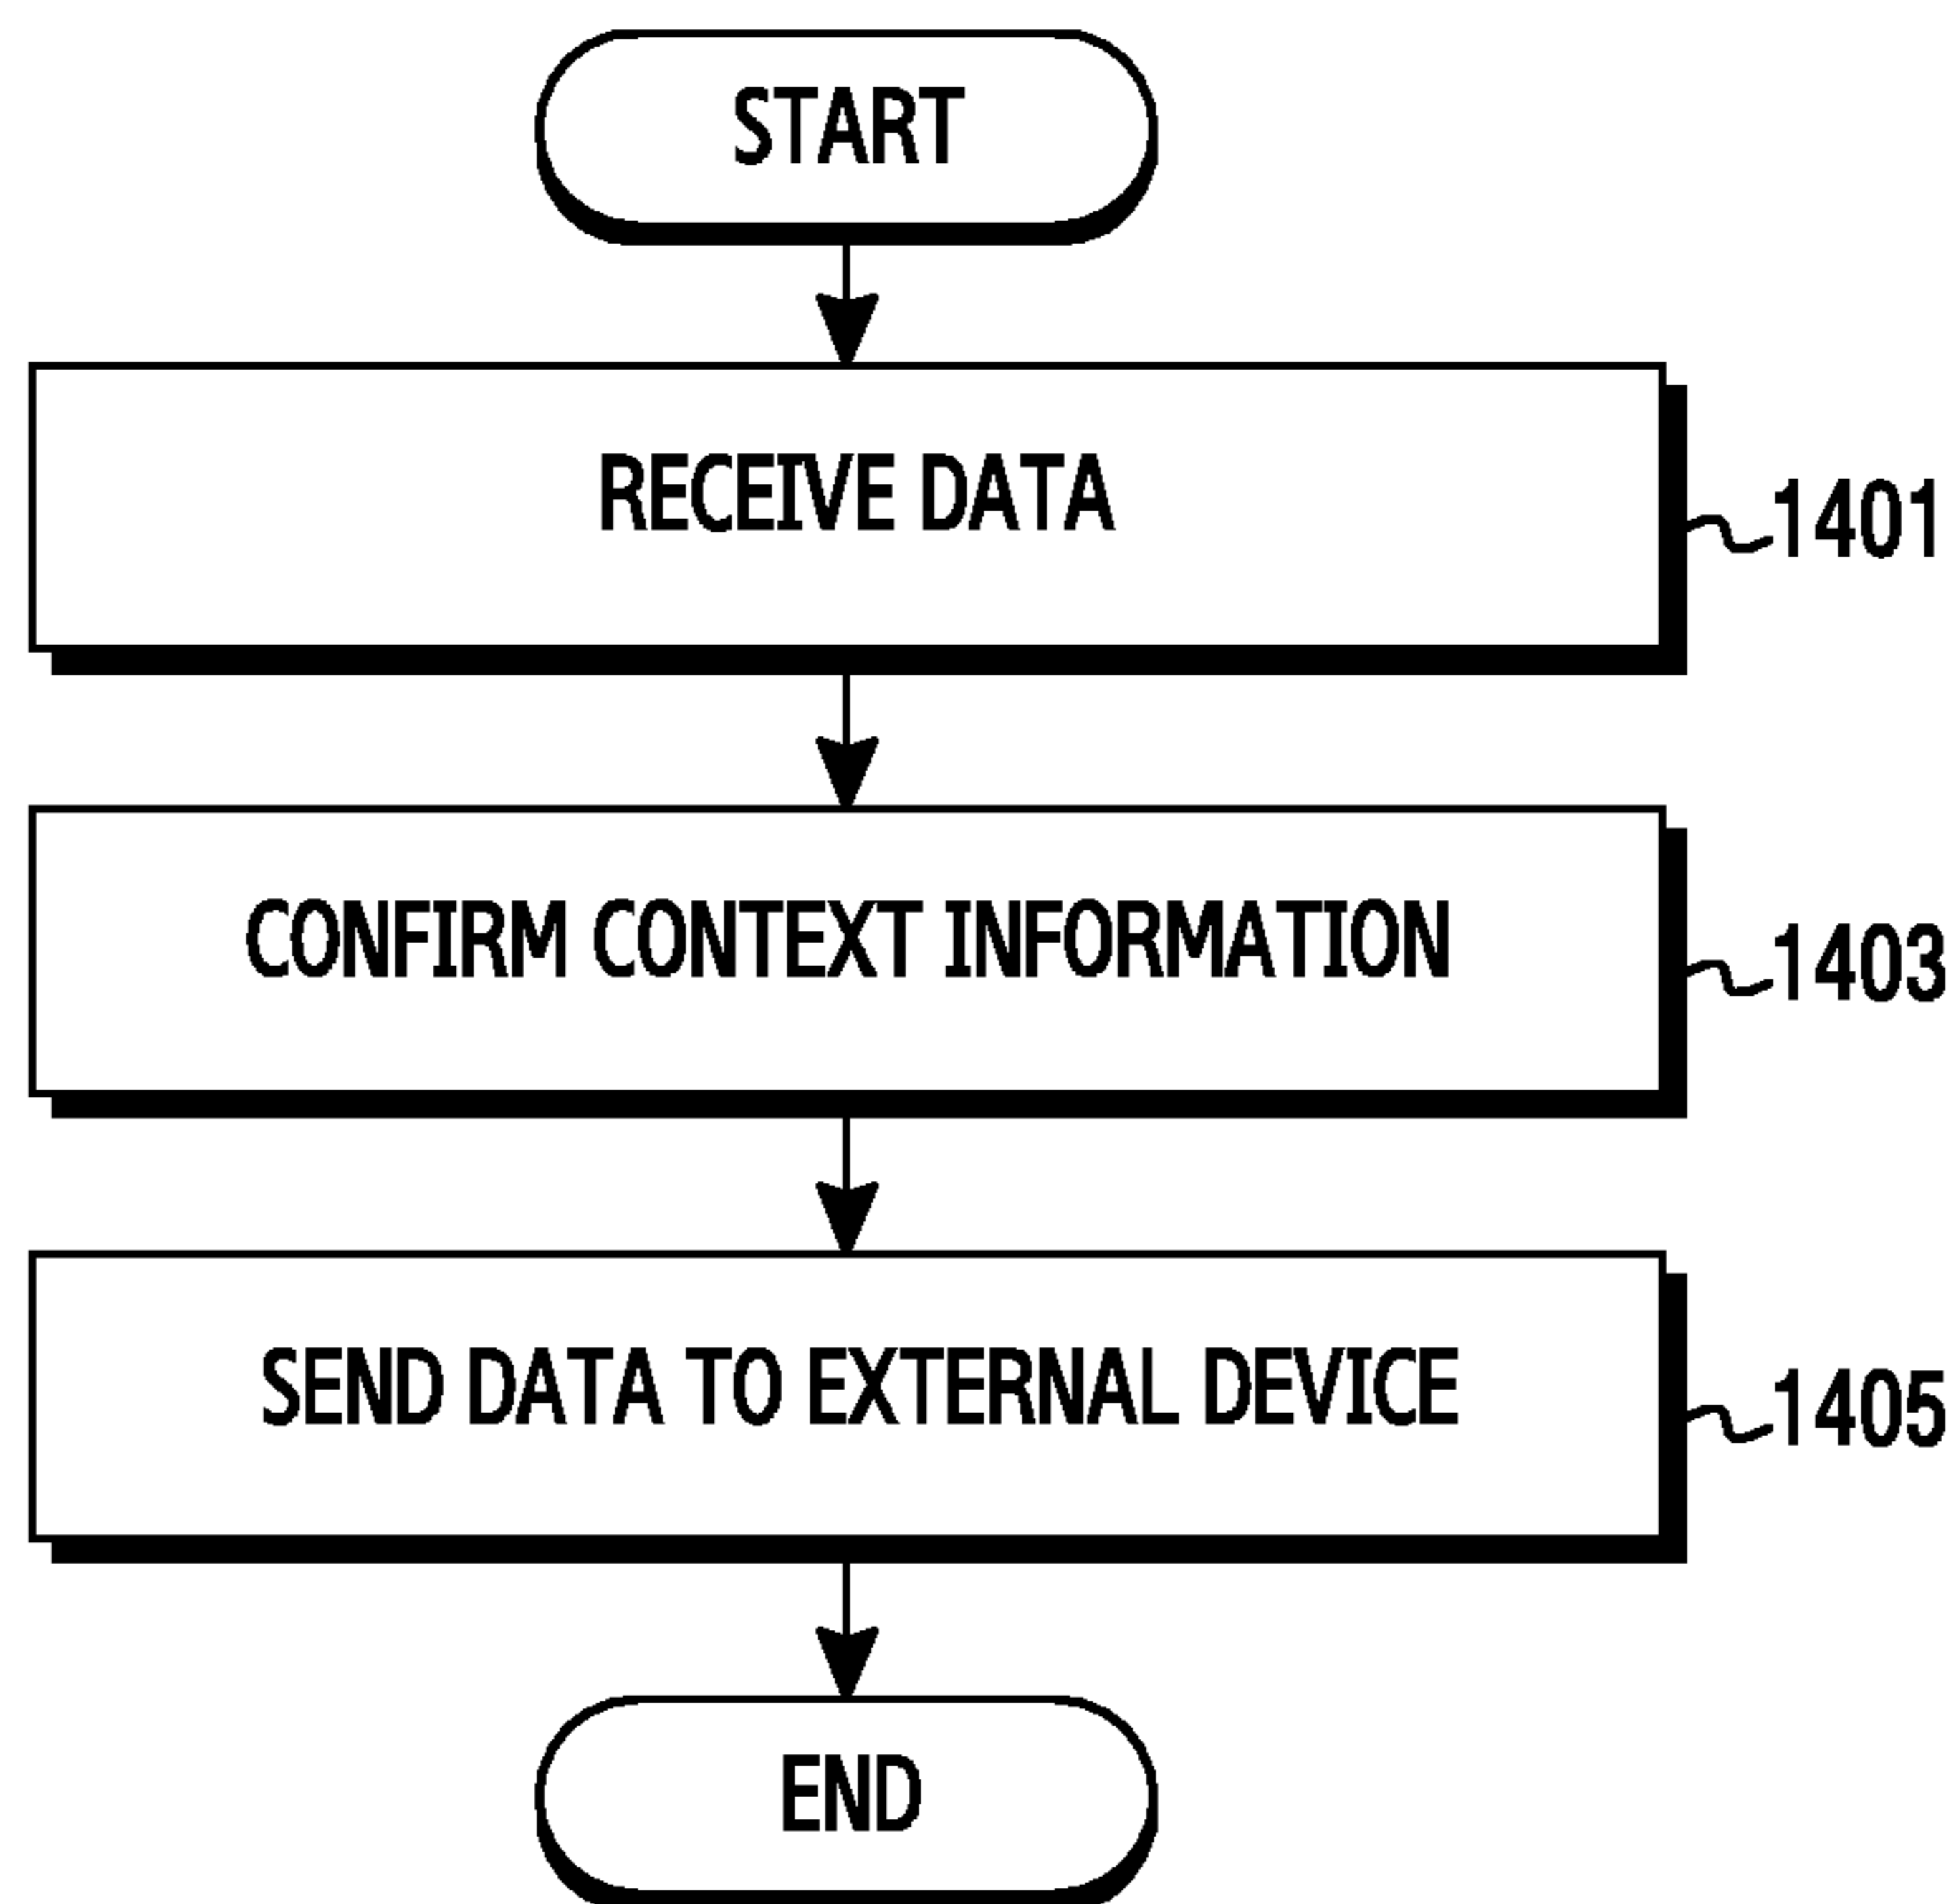 START
RECEIVE DATA
1401
CONFIRM CONTEXT INFORMATION
1403
SEND DATA TO EXTERNAL DEVICE
1405
END